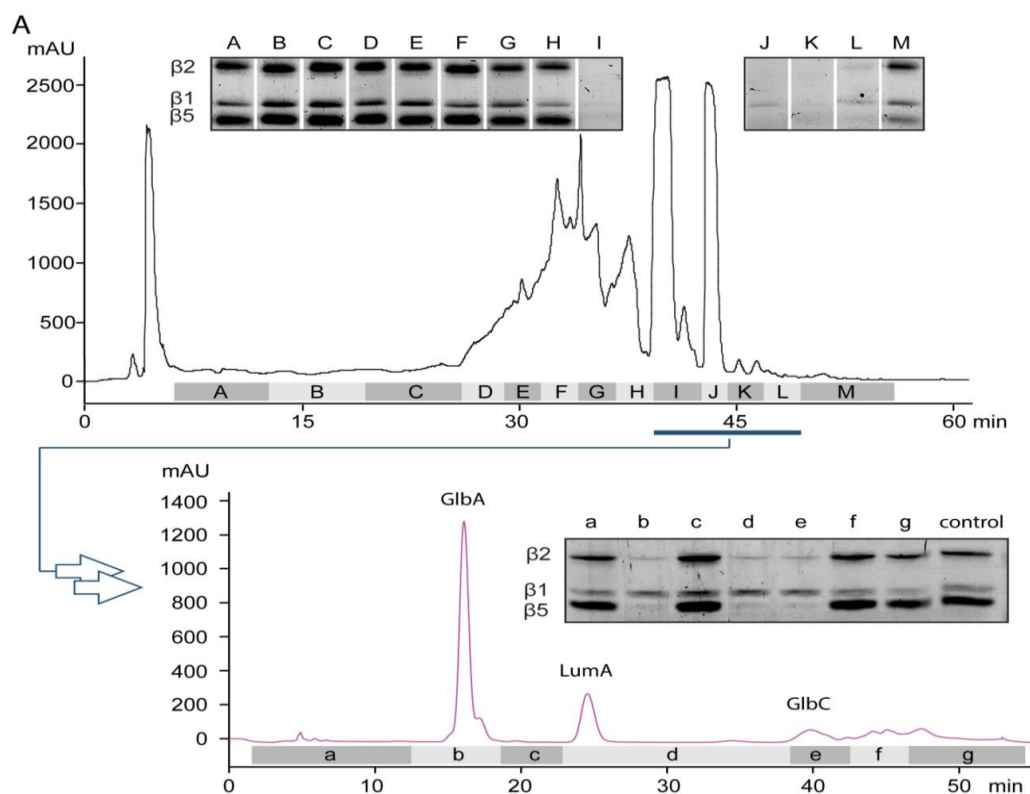 A
mAU
A B C D E F G H I
J K L M
β2
β1
β5
2500
2000
1500
1000
500
0
A B C D E F G H I J K L M
0 15 30 45 60 min
mAU
1400
1200
1000
800
600
400
200
0
GlbA
LumA
GlbC
a b c d e f g control
β2
β1
β5
a b c d e f g
0 10 20 30 40 50 min